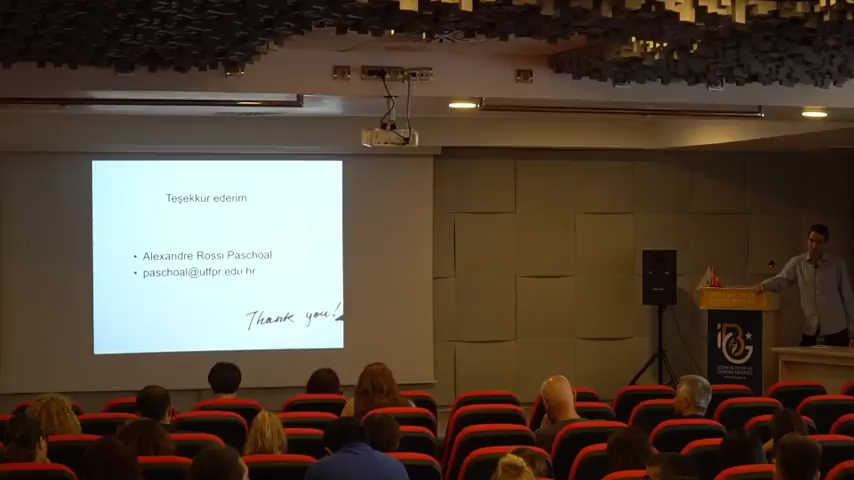 Teşekkür ederim
• Alexandre Rossi Paschoal
• paschoal@utfpr.edu.br
Thank you!